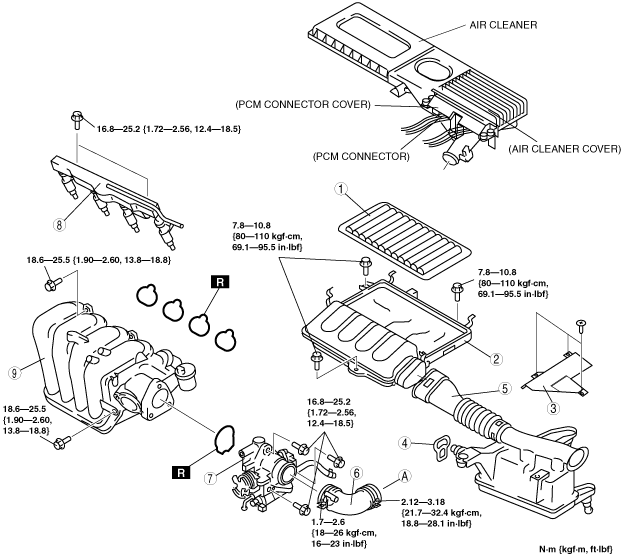 AIR CLEANER
(PCM CONNECTOR COVER)
16.8—25.2 {1.72—2.56, 12.4—18.5}
(PCM CONNECTOR)
(AIR CLEANER COVER)
1
8
7.8—10.8
{80—110 kgf·cm,
69.1—95.5 in·lbf}
18.6—25.5 {1.90—2.60, 13.8—18.8}
R
7.8—10.8
{80—110 kgf·cm,
69.1—95.5 in·lbf}
2
9
5
3
18.6—25.5
{1.90—2.60,
13.8—18.8}
16.8—25.2
{1.72—2.56,
12.4—18.5}
4
R
7
6
A
2.12—3.18
{21.7—32.4 kgf·cm,
18.8—28.1 in·lbf}
1.7—2.6
{18—26 kgf·cm,
16—23 in·lbf}
N·m {kgf·m, ft·lbf}